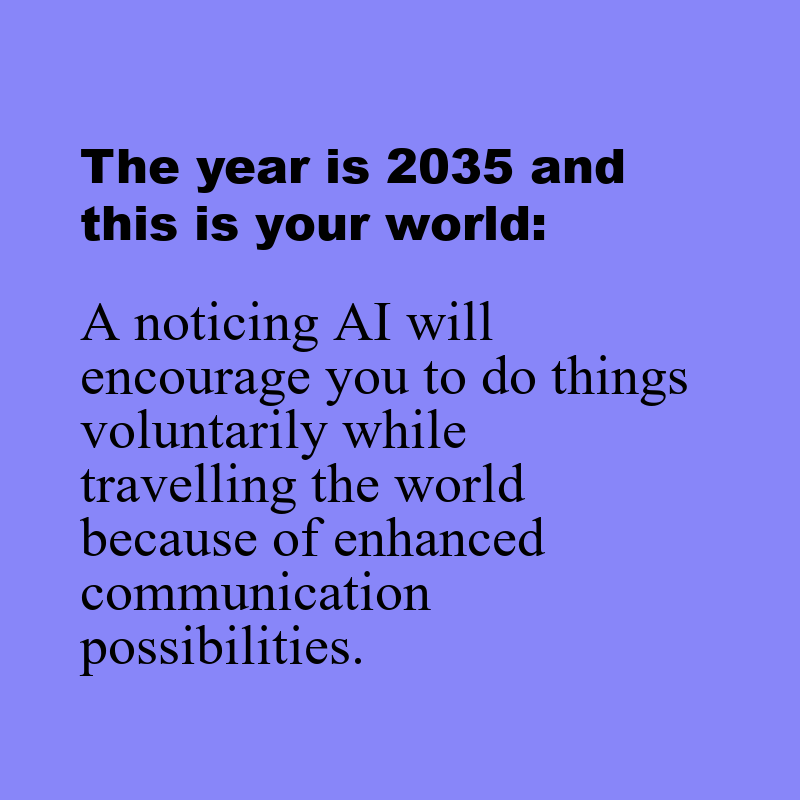 The year is 2035 and
this is your world:
A noticing AI will
encourage you to do things
voluntarily while
travelling the world
because of enhanced
communication
possibilities.